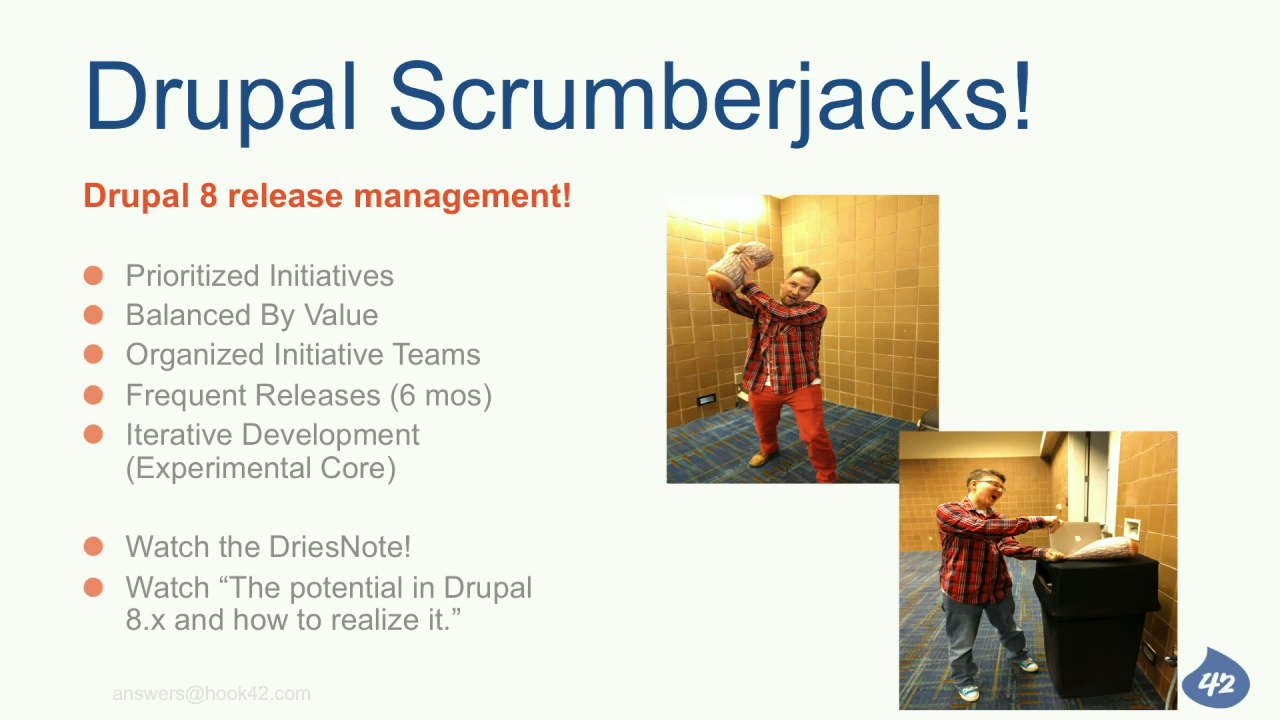 Drupal Scrumberjacks!
Drupal 8 release management!
Prioritized Initiatives
Balanced By Value
Organized Initiative Teams
Frequent Releases (6 mos)
Iterative Development
(Experimental Core)
Watch the DriesNote!
Watch “The potential in Drupal
8.x and how to realize it.”
answers@hook42.com
42